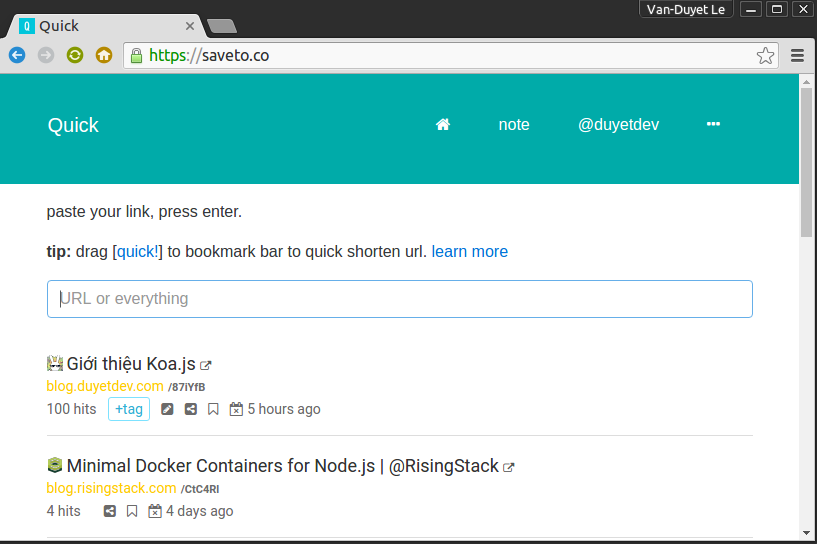 Van-Duyet Le
Q Quick
https://saveto.co
Quick
note
@duyetdev
paste your link, press enter.
tip: drag [quick!] to bookmark bar to quick shorten url. learn more
URL or everything
Giới thiệu Koa.js
blog.duyetdev.com /87iYfB
100 hits +tag 5 hours ago
Minimal Docker Containers for Node.js | @RisingStack
blog.risingstack.com /CtC4Rl
4 hits 4 days ago